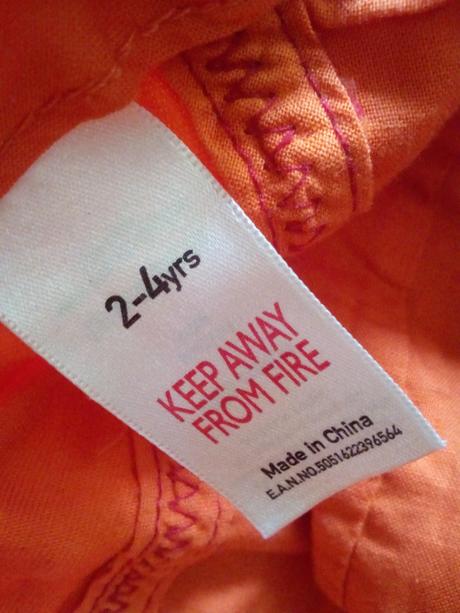 2-4yrs
KEEP AWAY
FROM FIRE
Made in China
E.A.N.NO.5051622396564